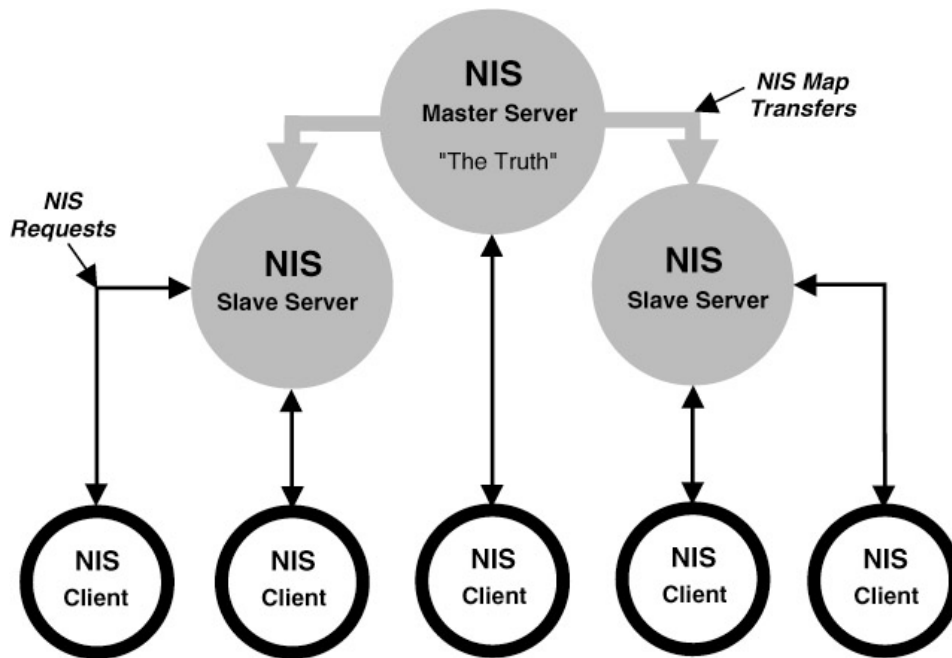 NIS
Master Server
"The Truth"
NIS Map
Transfers
NIS
Requests
NIS
Slave Server
NIS
Slave Server
NIS
Client
NIS
Client
NIS
Client
NIS
Client
NIS
Client